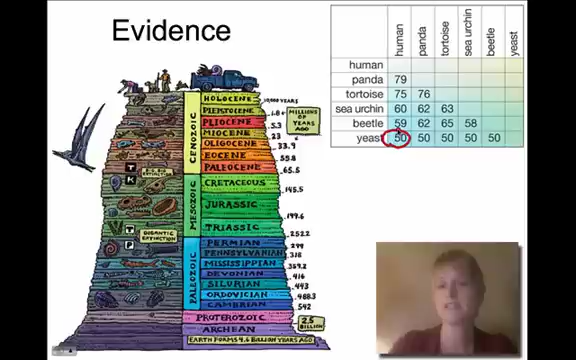 Evidence
human
panda
tortoise
sea urchin
beetle
yeast
human
panda 79
tortoise 75 76
sea urchin 60 62 63
beetle 59 62 65 58
yeast 50 50 50 50 50
HOLOCENE
PLEISTOCENE
PLIOCENE
MIOCENE
OLIGOCENE
EOCENE
PALEOCENE
CRETACEOUS
JURASSIC
TRIASSIC
PERMIAN
PENNSYLVANIAN
MISSISSIPPIAN
DEVONIAN
SILURIAN
ORDOVICIAN
CAMBRIAN
PROTEROZOIC
ARCHEAN
EARTH FORMS 4.6 BILLION YEARS AGO
CENOZOIC
MESOZOIC
PALEOZOIC
10,000 YEARS
1.8
5.3
23
33.9
55.8
65.5
145.5
199.6
252.2
299
318
359.2
416
443
488.3
542
2.5 BILLION
MILLIONS OF YEARS AGO
T
K
GIGANTIC EXTINCTION
T
P